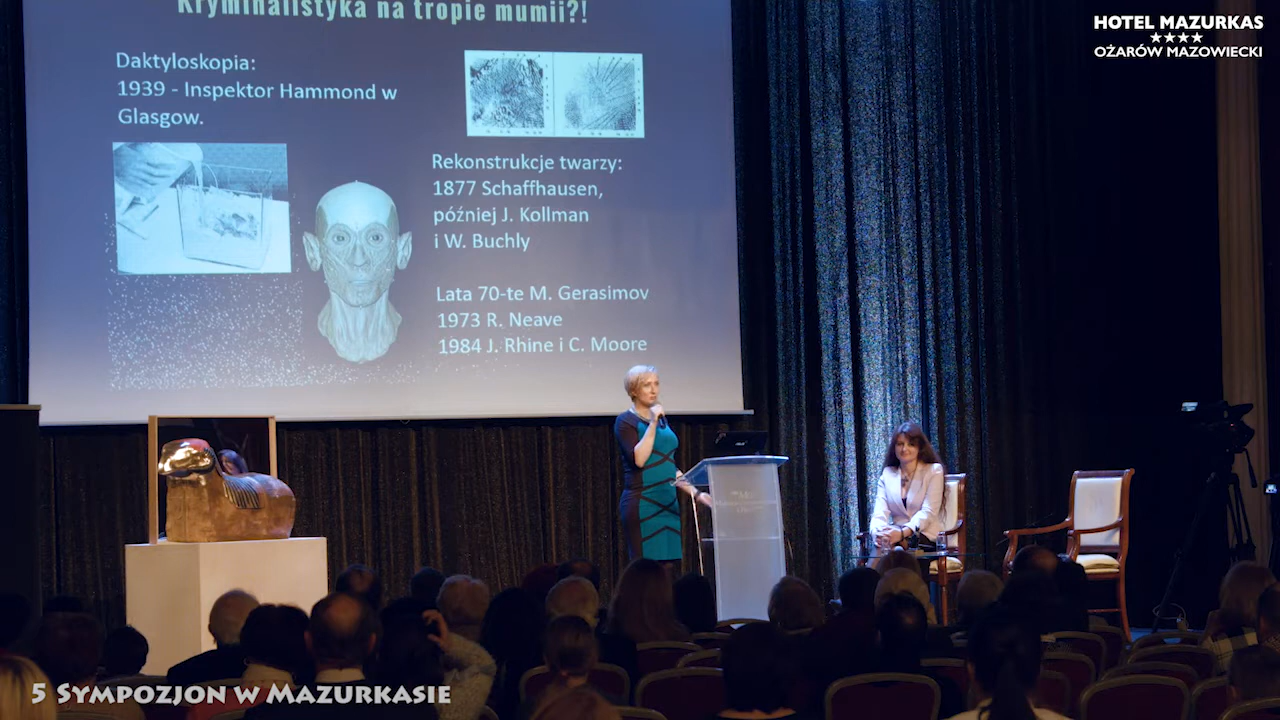 Kryminalistyka na tropie mumii?!
HOTEL MAZURKAS
★★★★
OŻARÓW MAZOWIECKI
Daktyloskopia:
1939 - Inspektor Hammond w
Glasgow.
Rekonstrukcje twarzy:
1877 Schaffhausen,
później J. Kollman
i W. Buchly
Lata 70-te M. Gerasimov
1973 R. Neave
1984 J. Rhine i C. Moore
5 Sympozjon w Mazurkasie